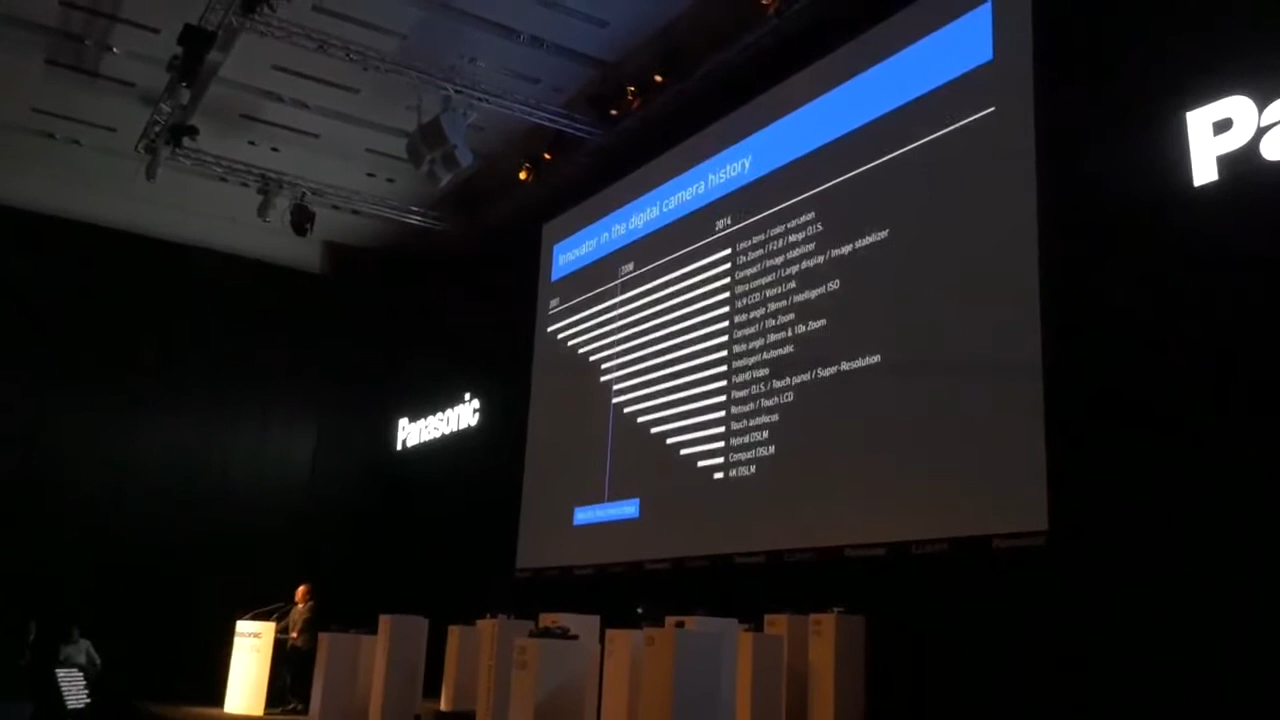 Pa
Innovator in the digital camera history
2001
2008
2014
Leica lens / color variation
12x Zoom / F2.8 / Mega O.I.S.
Compact / Image stabilizer
Ultra compact / Large display / Image stabilizer
16:9 CCD / Viera Link
Wide angle 28mm / Intelligent ISO
Compact / 10x Zoom
Wide angle 28mm & 10x Zoom
Intelligent Automatic
FullHD Video
Power O.I.S. / Touch panel / Super-Resolution
Retouch / Touch LCD
Touch autofocus
Hybrid DSLM
Compact DSLM
4K DSLM
Panasonic
Panasonic